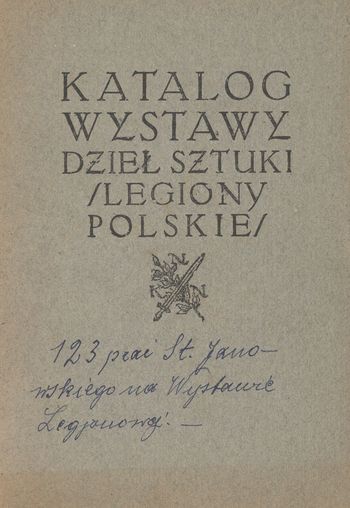 KATALOG
WYSTAWY
DZIEŁ SZTUKI
/LEGIONY
POLSKIE/
N K N
123 prac St. Jano-
wskiego na Wystawie
Legjonowej. —